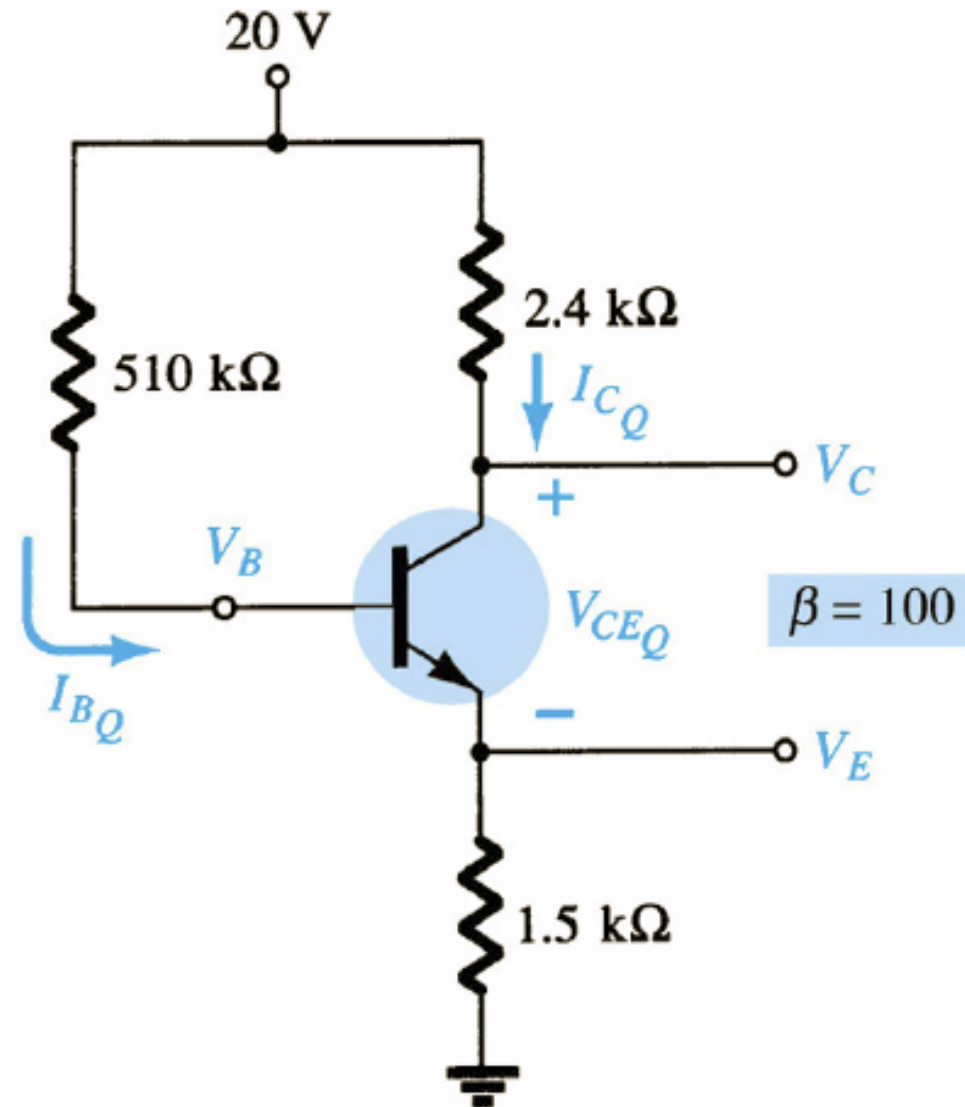 20 V
510 kΩ
2.4 kΩ
I_{C_Q}
V_C
+
V_B
V_{CE_Q}
β = 100
I_{B_Q}
−
V_E
1.5 kΩ